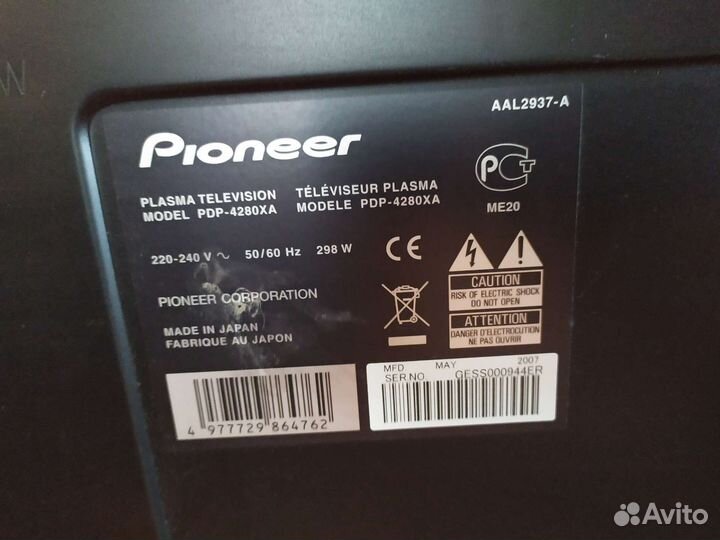 W
AAL2937-A
Pioneer
PLASMA TELEVISION TÉLÉVISEUR PLASMA
MODEL PDP-4280XA MODELE PDP-4280XA
РСТ
ME20
220-240 V ~ 50/60 Hz 298 W
CE
PIONEER CORPORATION
CAUTION
RISK OF ELECTRIC SHOCK
DO NOT OPEN
MADE IN JAPAN
FABRIQUE AU JAPON
ATTENTION
DANGER D'ELECTROCUTION
NE PAS OUVRIR
MFD MAY 2007
SER.NO GESS000944ER
4 977729 864762
Avito